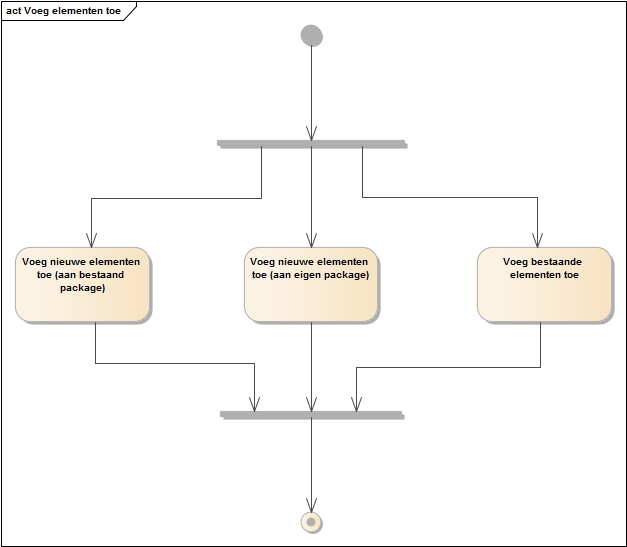 act Voeg elementen toe
Voeg nieuwe elementen
toe (aan bestaand
package)
Voeg nieuwe elementen
toe (aan eigen package)
Voeg bestaande
elementen toe